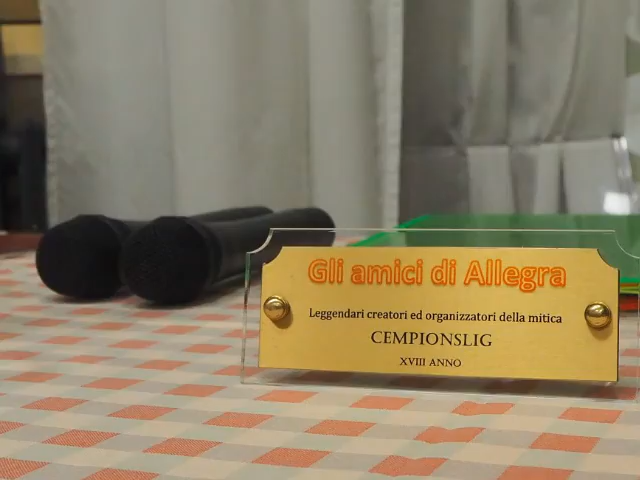 Gli amici di Allegra
Leggendari creatori ed organizzatori della mitica
CEMPIONSLIG
XVIII ANNO